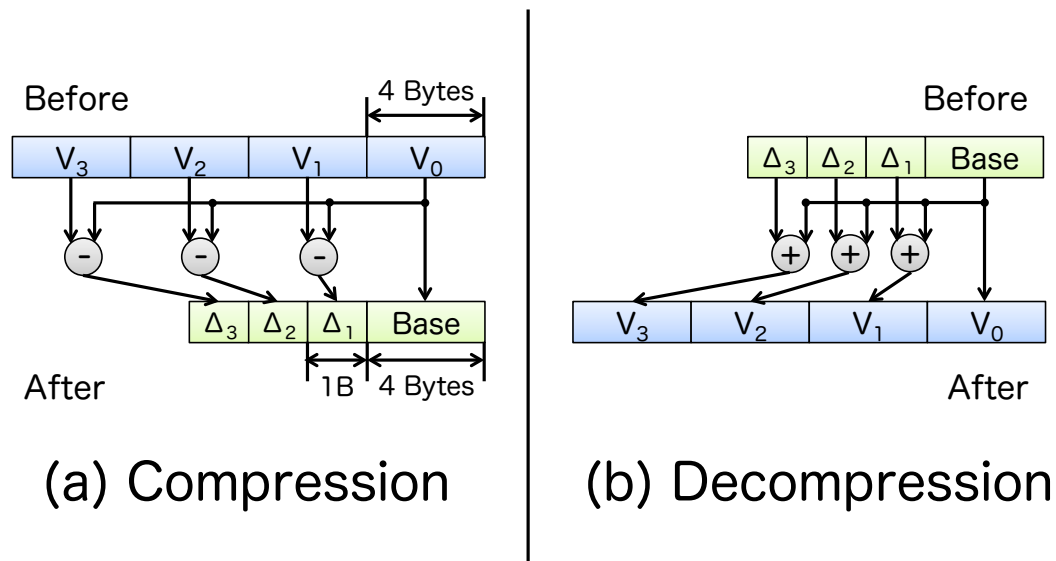 4 Bytes
Before
V3 V2 V1 V0
- - -
Δ3 Δ2 Δ1 Base
1B 4 Bytes
After
(a) Compression
Before
Δ3 Δ2 Δ1 Base
+ + +
V3 V2 V1 V0
After
(b) Decompression